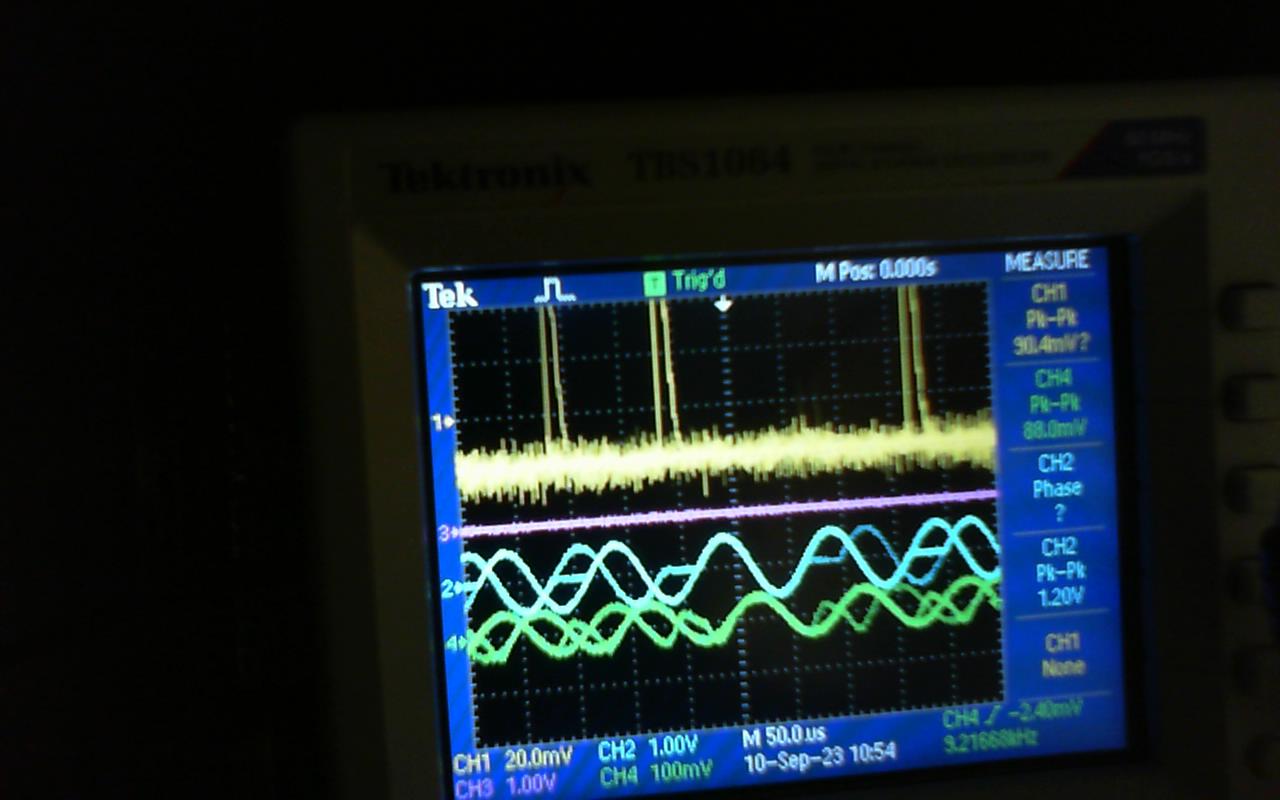 Tektronix TBS1064
Tek Trig'd M Pos: 0.000s MEASURE
CH1
Pk-Pk
90.4mV?
CH4
Pk-Pk
88.0mV
CH2
Phase
?
CH2
Pk-Pk
1.20V
CH1
None
1
3
2
4
CH1 20.0mV CH2 1.00V M 50.0us CH4 / -2.40mV
CH3 1.00V CH4 100mV 10-Sep-23 10:54 9.21668kHz